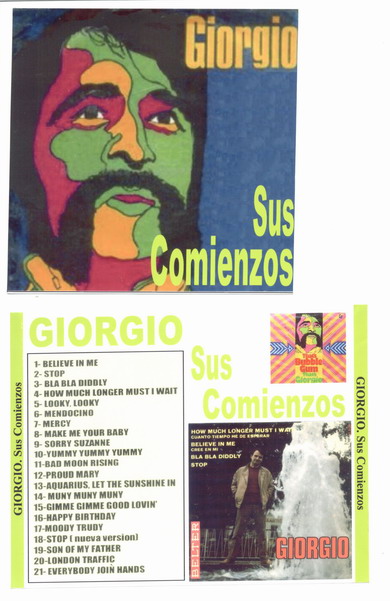 Giorgio
Sus
Comienzos
GIORGIO. Sus Comienzos
GIORGIO
1- BELIEVE IN ME
2- STOP
3- BLA BLA DIDDLY
4- HOW MUCH LONGER MUST I WAIT
5- LOOKY, LOOKY
6- MENDOCINO
7- MERCY
8- MAKE ME YOUR BABY
9- SORRY SUZANNE
10-YUMMY YUMMY YUMMY
11-BAD MOON RISING
12-PROUD MARY
13-AQUARIUS, LET THE SUNSHINE IN
14- MUNY MUNY MUNY
15-GIMME GIMME GOOD LOVIN'
16-HAPPY BIRTHDAY
17-MOODY TRUDY
18-STOP ( nueva version)
19-SON OF MY FATHER
20-LONDON TRAFFIC
21- EVERYBODY JOIN HANDS
Sus
Comienzos
That's
Bubble
Gum
Giorgio
HOW MUCH LONGER MUST I WAIT
CUANTO TIEMPO HE DE ESPERAR
BELIEVE IN ME
CREE EN MI
BLA BLA DIDDLY
STOP
BELTER
GIORGIO
GIORGIO. Sus Comienzos